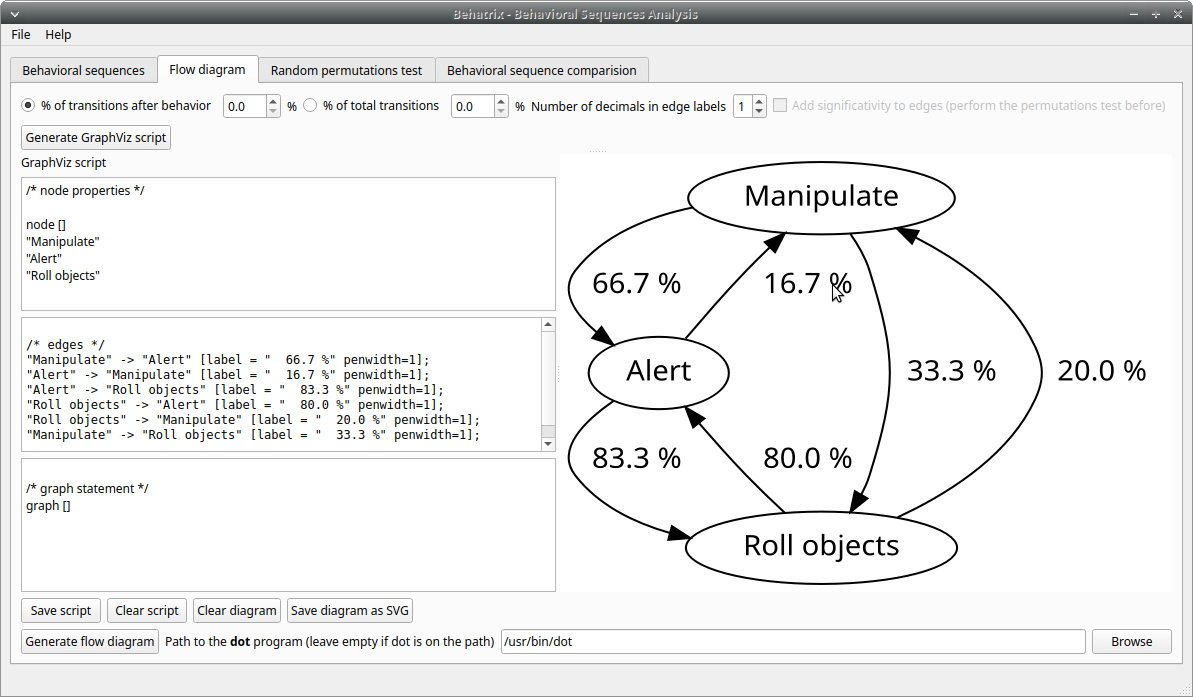 Behatrix - Behavioral Sequences Analysis
File Help
Behavioral sequences Flow diagram Random permutations test Behavioral sequence comparision
% of transitions after behavior 0.0 % % of total transitions 0.0 % Number of decimals in edge labels 1 Add significativity to edges (perform the permutations test before)
Generate GraphViz script
GraphViz script
/* node properties */
node []
"Manipulate"
"Alert"
"Roll objects"
/* edges */
"Manipulate" -> "Alert" [label = "  66.7 %" penwidth=1];
"Alert" -> "Manipulate" [label = "  16.7 %" penwidth=1];
"Alert" -> "Roll objects" [label = "  83.3 %" penwidth=1];
"Roll objects" -> "Alert" [label = "  80.0 %" penwidth=1];
"Roll objects" -> "Manipulate" [label = "  20.0 %" penwidth=1];
"Manipulate" -> "Roll objects" [label = "  33.3 %" penwidth=1];
/* graph statement */
graph []
Manipulate
66.7 % 16.7 %
Alert 33.3 % 20.0 %
83.3 % 80.0 %
Roll objects
Save script Clear script Clear diagram Save diagram as SVG
Generate flow diagram Path to the dot program (leave empty if dot is on the path) /usr/bin/dot Browse